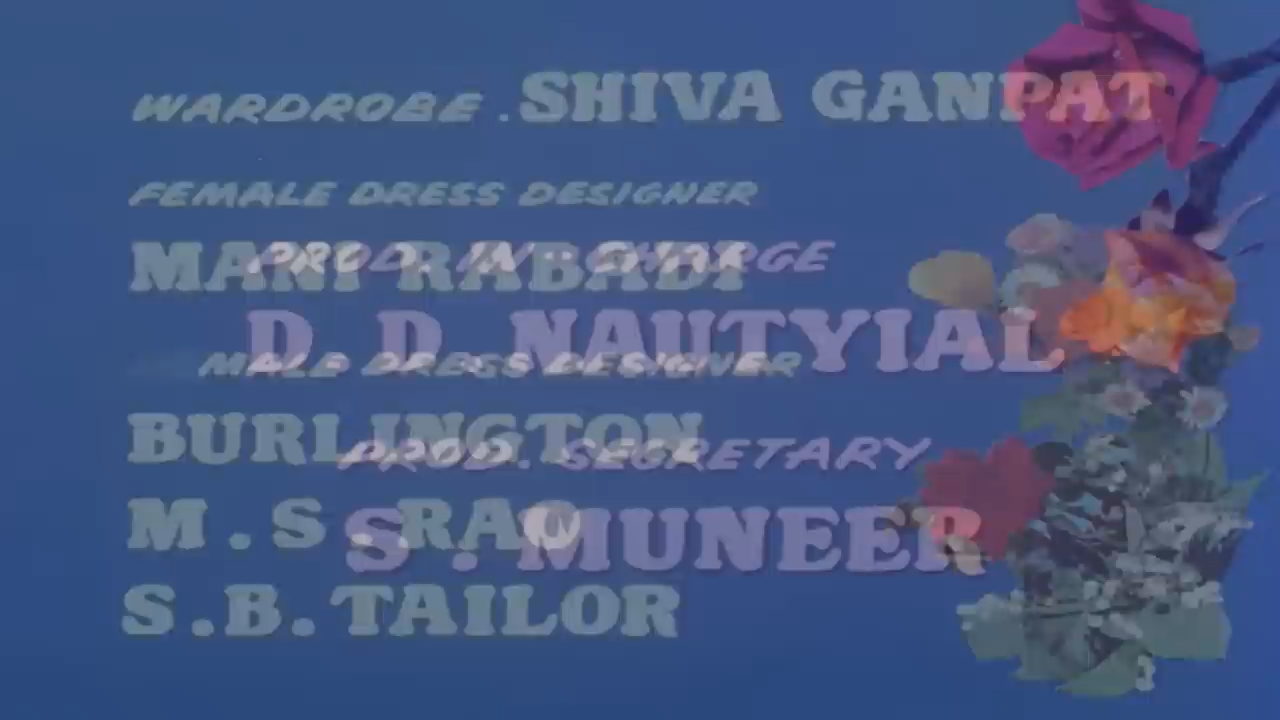 WARDROBE . SHIVA GANPAT
FEMALE DRESS DESIGNER
MANI RABADI
PROD. IN - CHARGE
D. D. NAUTYIAL
MALE DRESS DESIGNER
BURLINGTON
PROD. SECRETARY
M . S . RAO
S . MUNEER
S . B . TAILOR